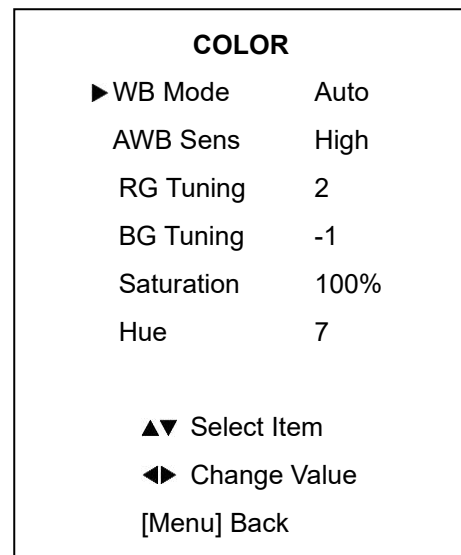 COLOR
▶WB Mode Auto
AWB Sens High
RG Tuning 2
BG Tuning -1
Saturation 100%
Hue 7
▲▼ Select Item
◀▶ Change Value
[Menu] Back